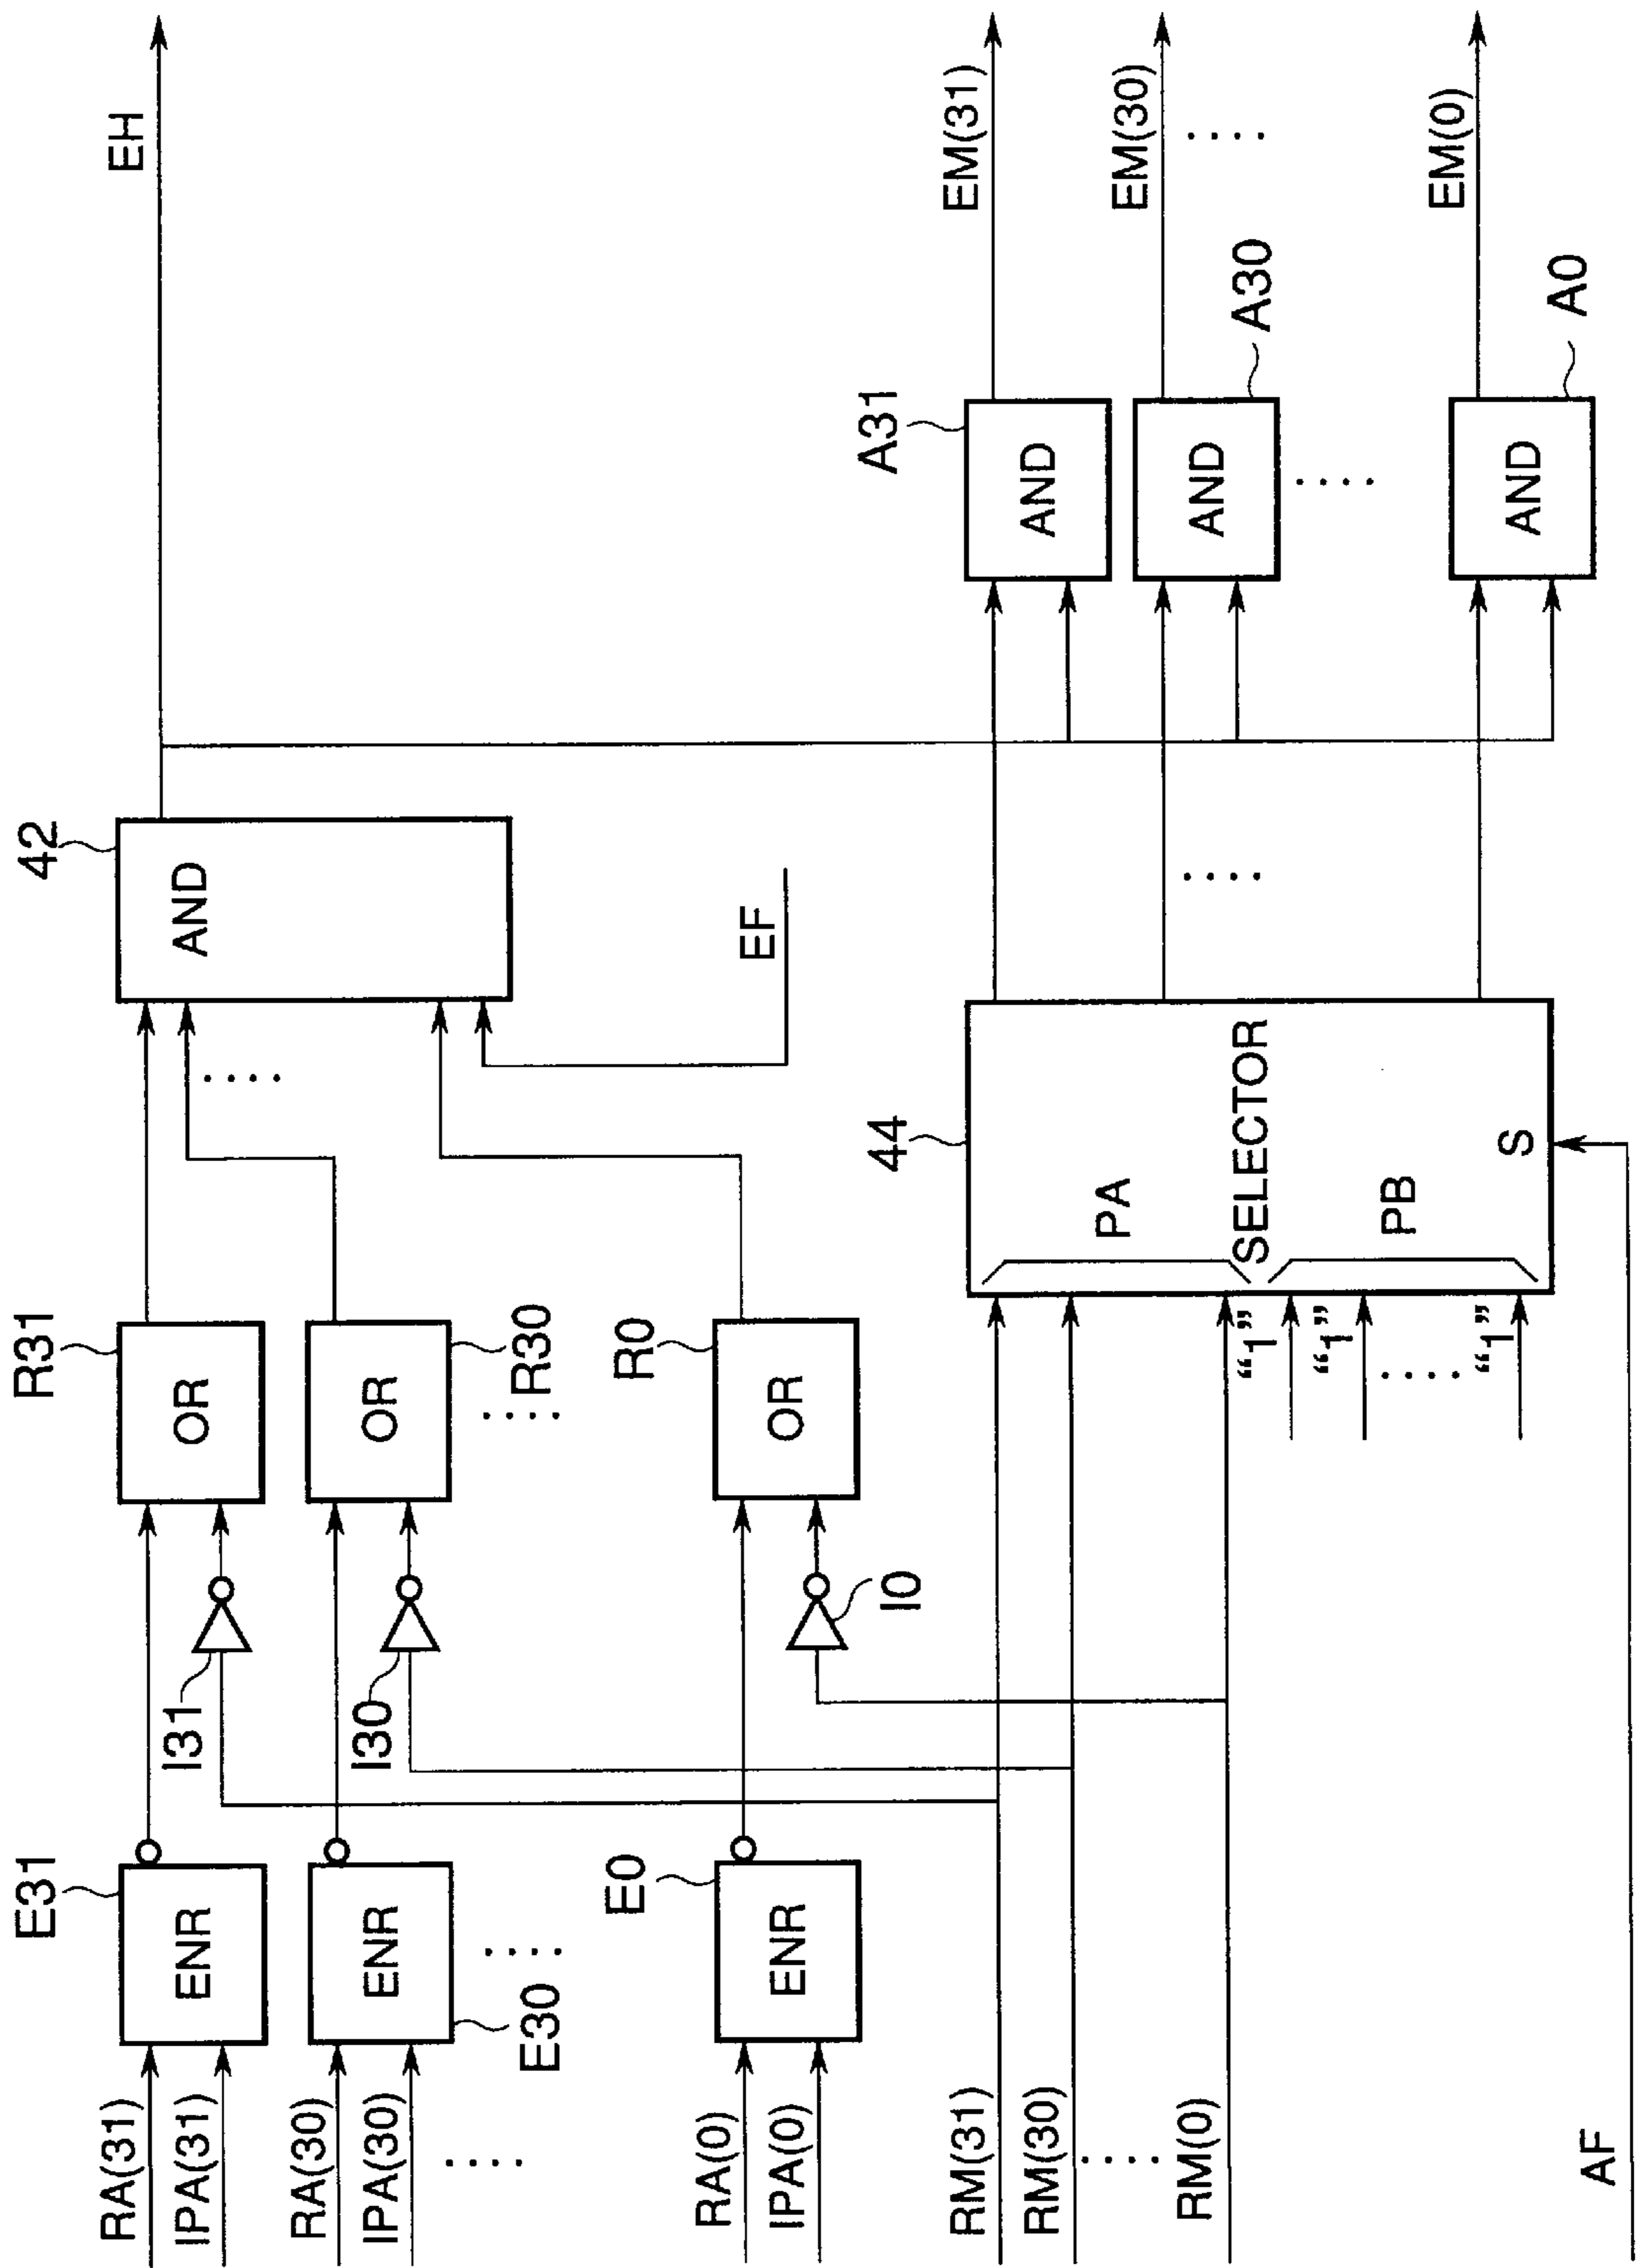 RA(31)
IPA(31)
RA(30)
IPA(30)
....
RA(0)
IPA(0)
RM(31)
RM(30)
....
RM(0)
AF
E31
ENR
ENR
E30
....
E0
ENR
I31
I30
I0
R31
OR
OR
R30
....
R0
OR
....
42
AND
EF
44
PA
SELECTOR
PB
S
"1"
"1"
....
"1"
....
A31
AND
AND
A30
....
AND
A0
EH
EM(31)
EM(30)
....
EM(0)